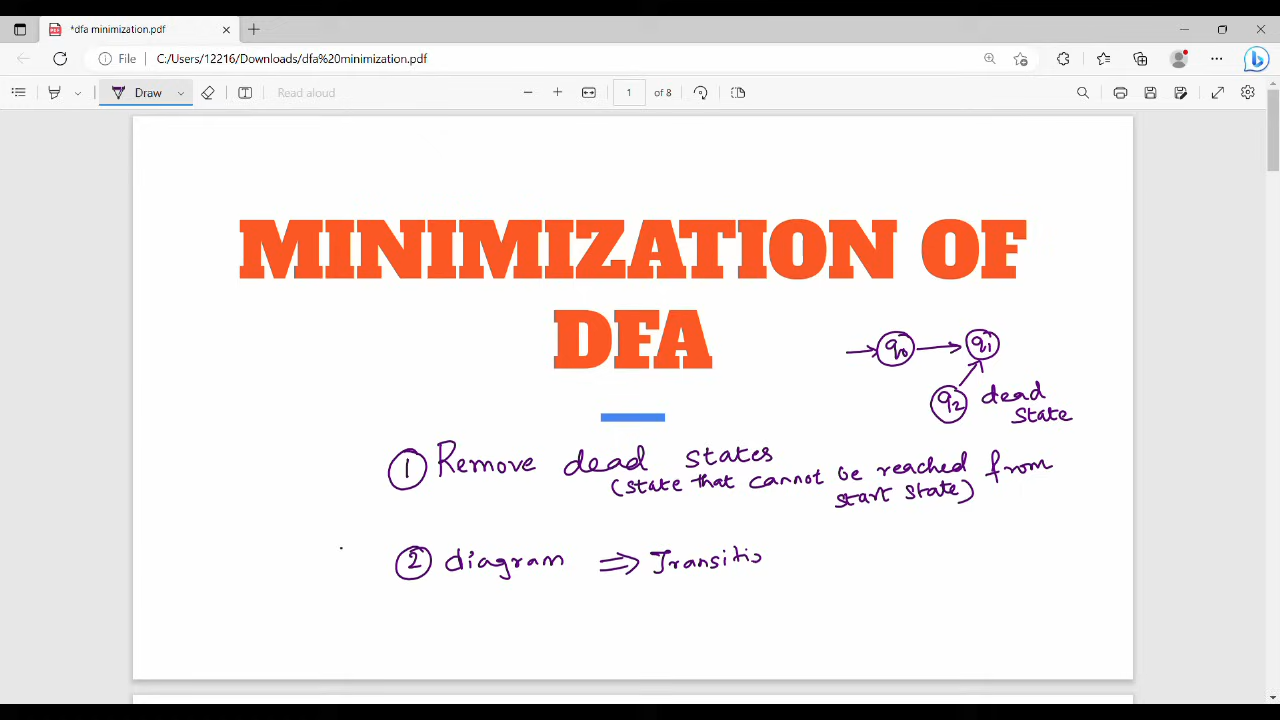 *dfa minimization.pdf
File C:/Users/12216/Downloads/dfa%20minimization.pdf
Draw Read aloud 1 of 8
MINIMIZATION OF
DFA
q0 q1
q2 dead
state
1 Remove dead states
(state that cannot be reached from
start state)
2 diagram ⇒ Transitio